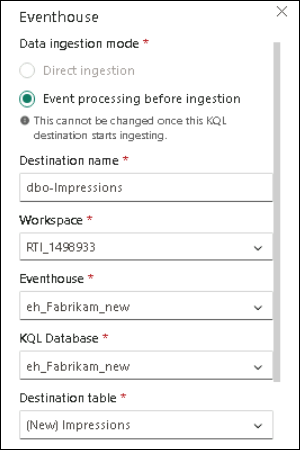 Eventhouse
Data ingestion mode *
Direct ingestion
Event processing before ingestion
This cannot be changed once this KQL
destination starts ingesting.
Destination name *
dbo-Impressions
Workspace *
RTI_1498933
Eventhouse *
eh_Fabrikam_new
KQL Database *
eh_Fabrikam_new
Destination table *
(New) Impressions